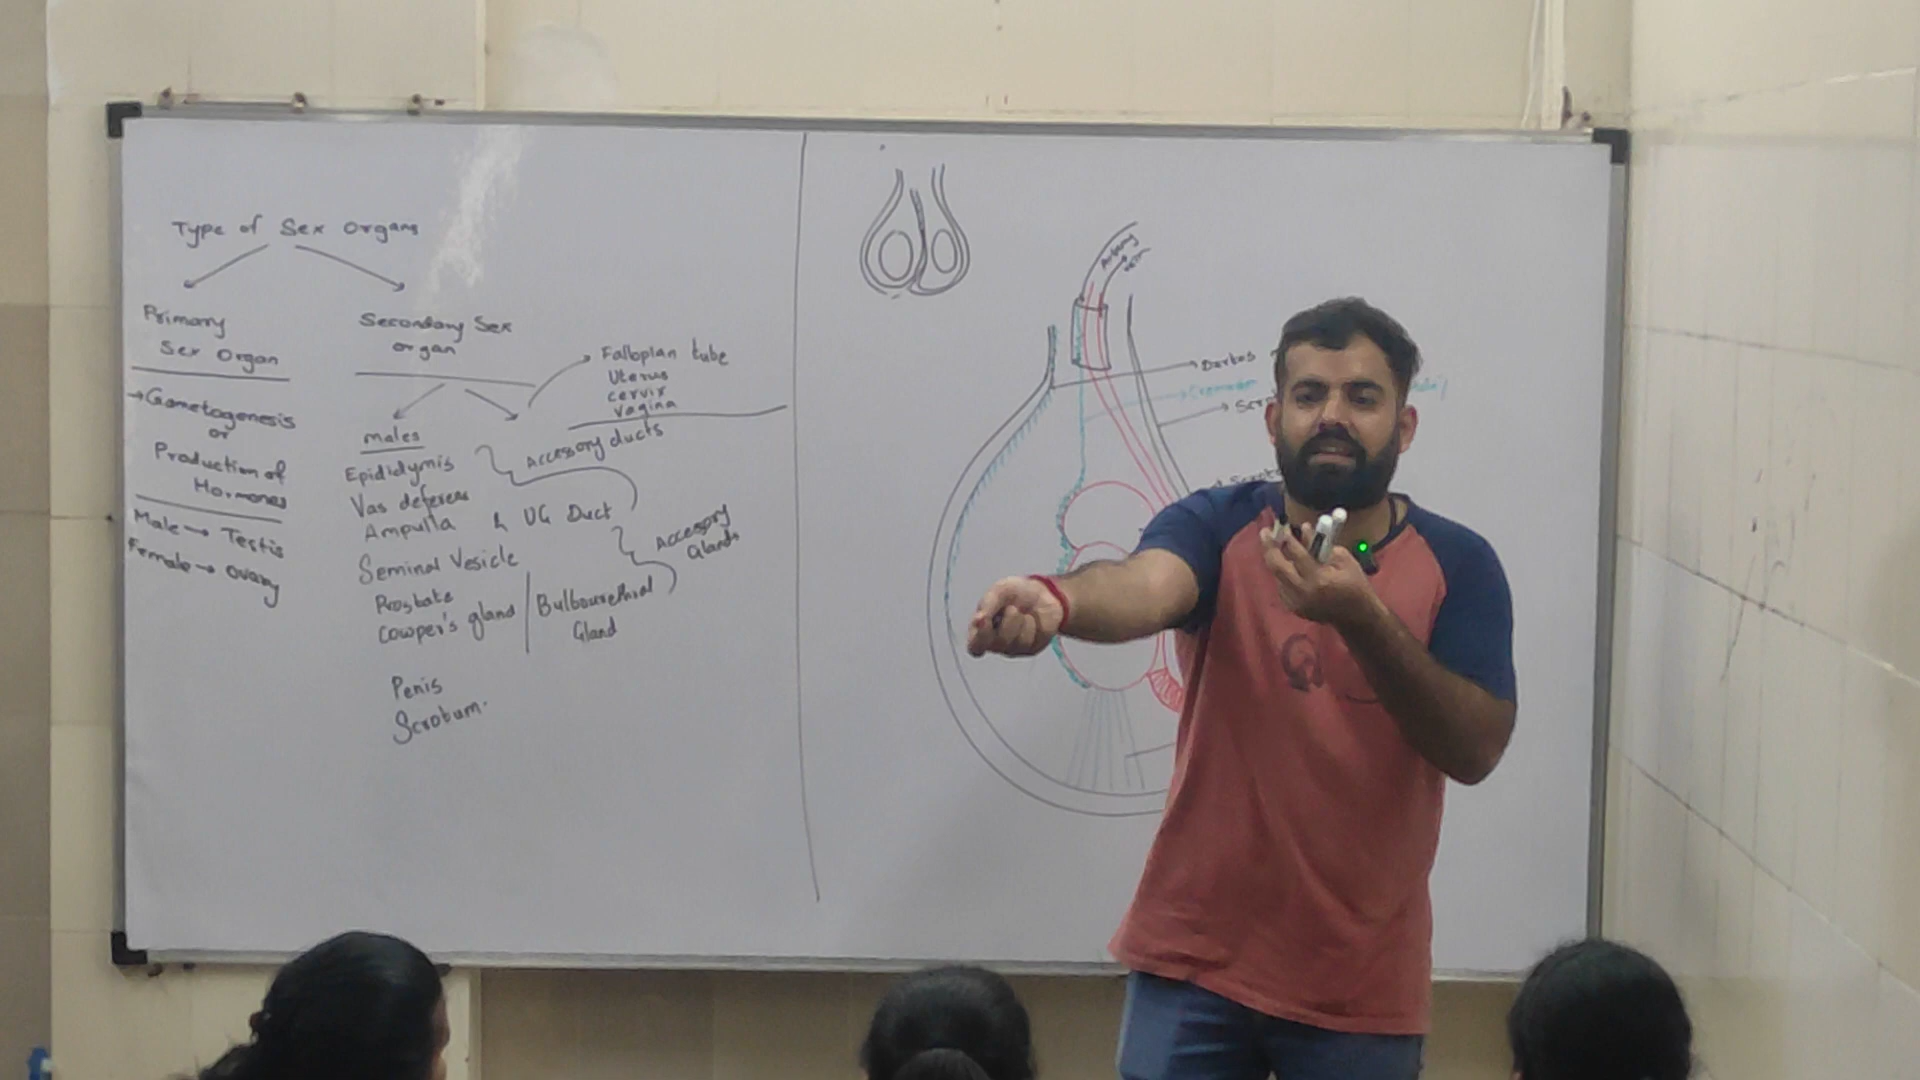 Type of Sex Organs
Primary
Sex Organ
→Gametogenesis
or
Production of
Hormones
Male → Testis
Female → Ovary
Secondary Sex
organ
Fallopian tube
Uterus
cervix
Vagina
males
Epididymis
Vas deferens
Ampulla
& UG Duct
Accessory ducts
Seminal Vesicle
Prostate
Cowper's gland
Bulbourethral
Gland
Accessory
Glands
Penis
Scrotum.
Artery
Vein
Dartos